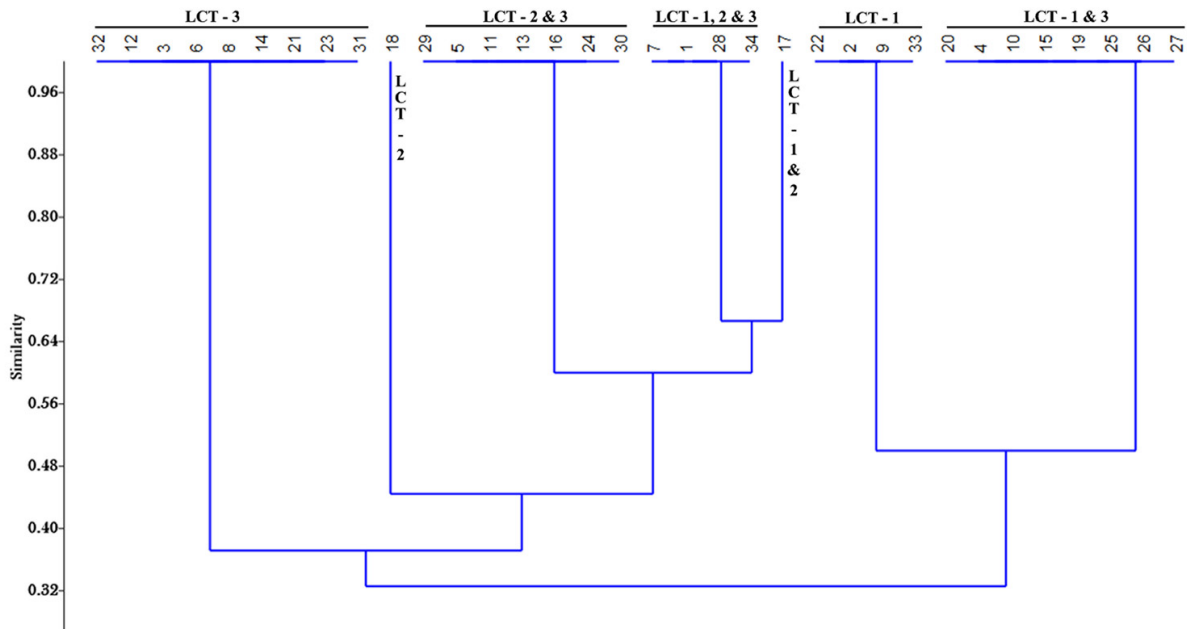 LCT - 3
LCT - 2 & 3
LCT - 1, 2 & 3
LCT - 1
LCT - 1 & 3
32 12 3 6 8 14 21 23 31 18 29 5 11 13 16 24 30 7 1 28 34 17 22 2 9 33 20 4 10 15 19 25 26 27
LCT-2
LCT-1&2
0.96
0.88
0.80
0.72
0.64
0.56
0.48
0.40
0.32
Similarity